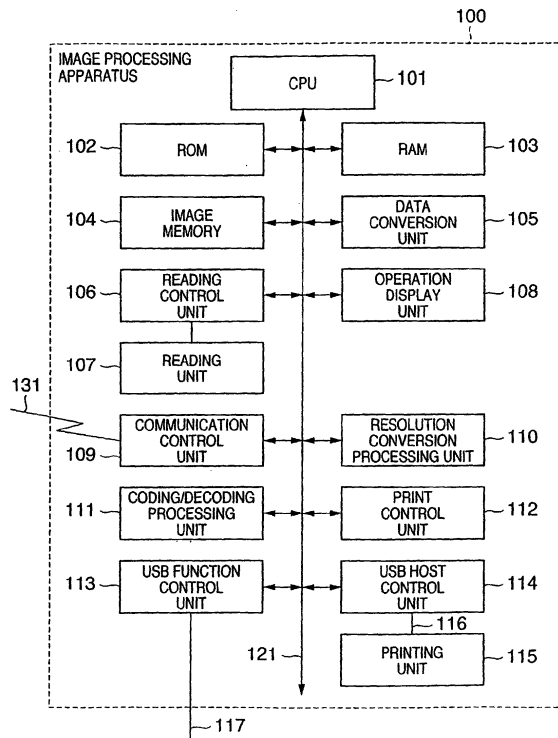 100
IMAGE PROCESSING
APPARATUS
CPU
101
102
ROM
RAM
103
104
IMAGE
MEMORY
DATA
CONVERSION
UNIT
105
106
READING
CONTROL
UNIT
OPERATION
DISPLAY
UNIT
108
107
READING
UNIT
131
109
COMMUNICATION
CONTROL
UNIT
RESOLUTION
CONVERSION
PROCESSING UNIT
110
111
CODING/DECODING
PROCESSING
UNIT
PRINT
CONTROL
UNIT
112
113
USB FUNCTION
CONTROL
UNIT
USB HOST
CONTROL
UNIT
114
116
121
PRINTING
UNIT
115
117